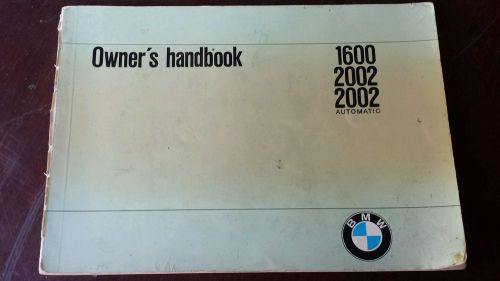 Owner's handbook
1600
2002
2002
AUTOMATIC
BMW